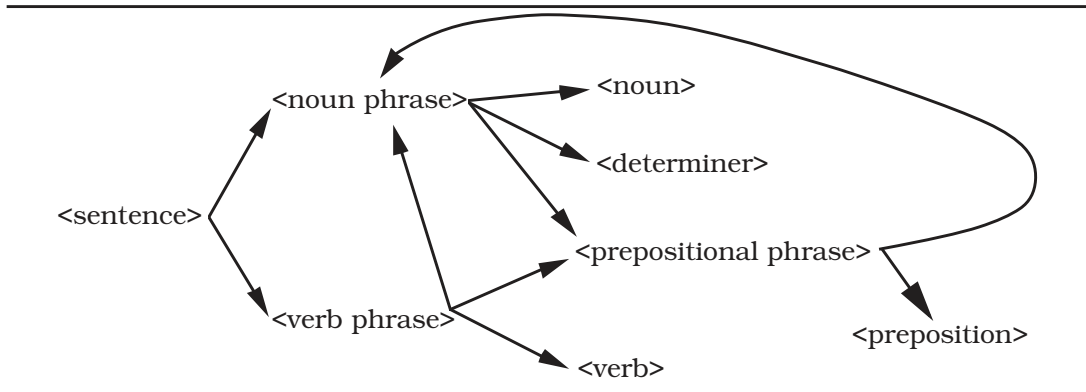 <noun>
<noun phrase>
<determiner>
<sentence>
<prepositional phrase>
<verb phrase>
<preposition>
<verb>